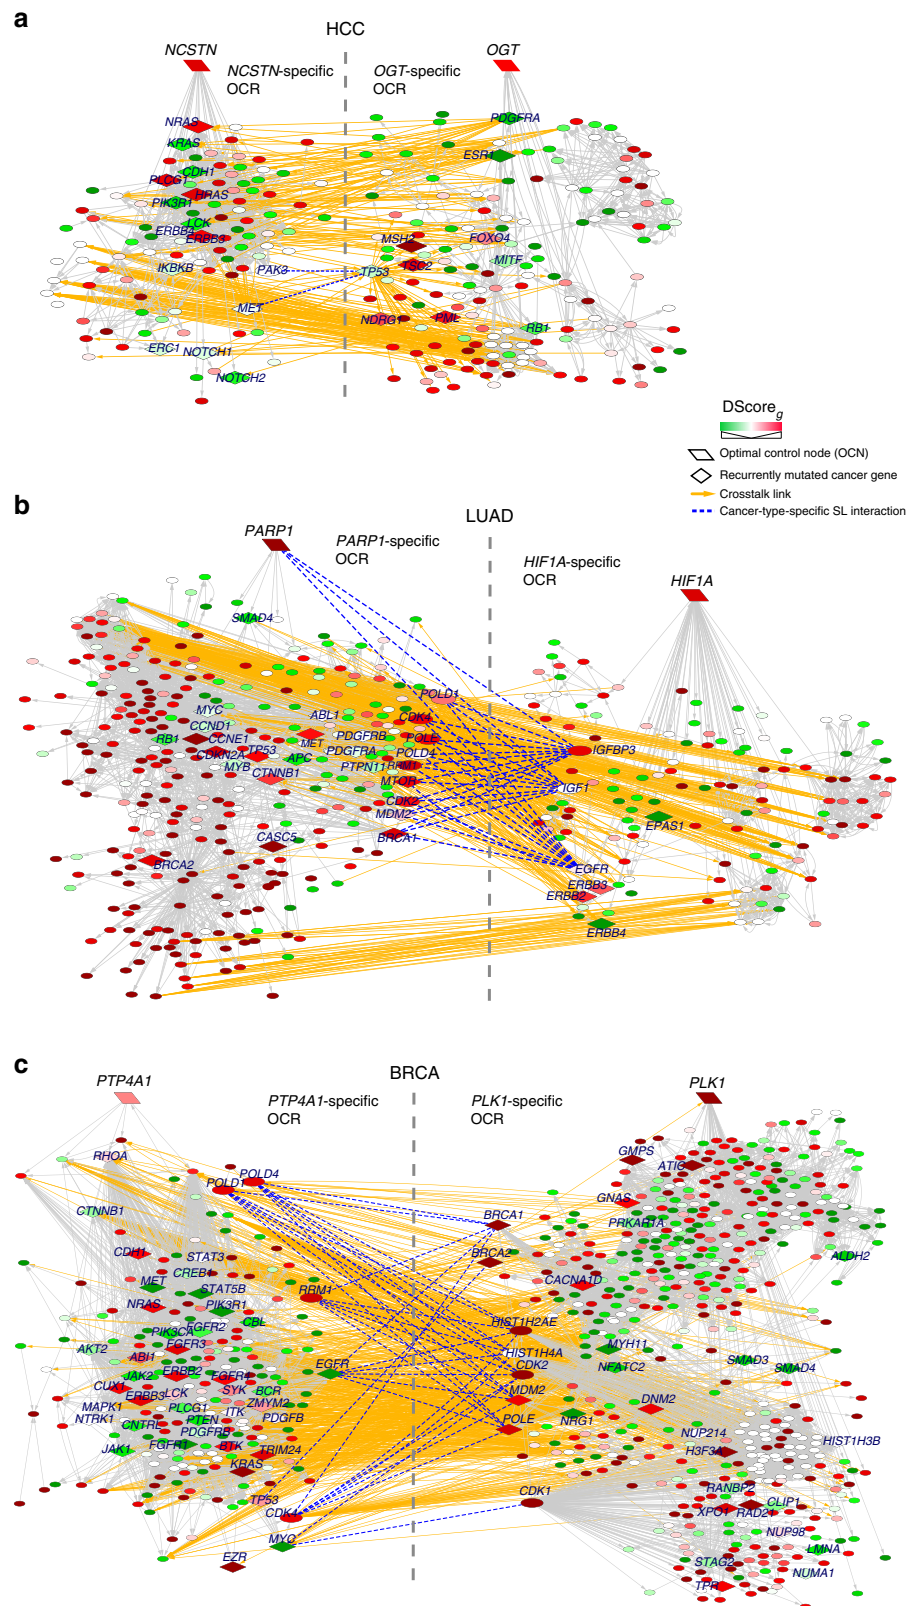 a
HCC
NCSTN
OGT
NCSTN-specific
OCR
OGT-specific
OCR
NRAS
PDGFRA
KRAS
ESR1
CDH1
PLCG1
HRAS
PIK3R1
LCK
ERBB4
ERBB3
MSH2
FOXO4
IKBKB
PAK3
TP53
TSC2
MITF
MET
NDRG1
PML
RB1
ERC1
NOTCH1
NOTCH2
DScore g
Optimal control node (OCN)
Recurrently mutated cancer gene
Crosstalk link
Cancer-type-specific SL interaction
b
LUAD
PARP1
PARP1-specific
OCR
HIF1A-specific
OCR
HIF1A
SMAD4
POLD1
MYC
ABL1
CDK4
CCND1
RB1
CCNE1
PDGFRB
POLE
MET
IGFBP3
CDKN2A
TP53
APC
PDGFRA
POLD4
MYB
CTNNB1
PTPN11
RRM1
MTOR
IGF1
CDK2
MDM2
EPAS1
CASC5
BRCA1
BRCA2
EGFR
ERBB3
ERBB2
ERBB4
c
BRCA
PTP4A1
PLK1
PTP4A1-specific
OCR
PLK1-specific
OCR
RHOA
GMPS
ATIC
POLD4
POLD1
GNAS
CTNNB1
BRCA1
PRKAR1A
CDH1
STAT3
BRCA2
ALDH2
CREB1
MET
STAT5B
RRM1
CACNA1D
NRAS
PIK3R1
CBL
HIST1H2AE
PIK3CA
FGFR2
AKT2
FGFR3
MYH11
ABI1
EGFR
HIST1H4A
CDK2
NFATC2
SMAD3
SMAD4
JAK2
ERBB2
FGFR4
CUX1
ERBB3
LCK
SYK
BCR
MDM2
DNM2
MAPK1
PLCG1
ZMYM2
NTRK1
ITK
PDGFB
POLE
NRG1
CNTRL
PTEN
PDGFRB
NUP214
HIST1H3B
JAK1
FGFR1
BTK
TRIM24
H3F3A
KRAS
RANBP2
TP53
CDK1
CLIP1
CDK4
XPO1
RAD21
MYC
NUP98
LMNA
EZR
STAG2
NUMA1
TPR